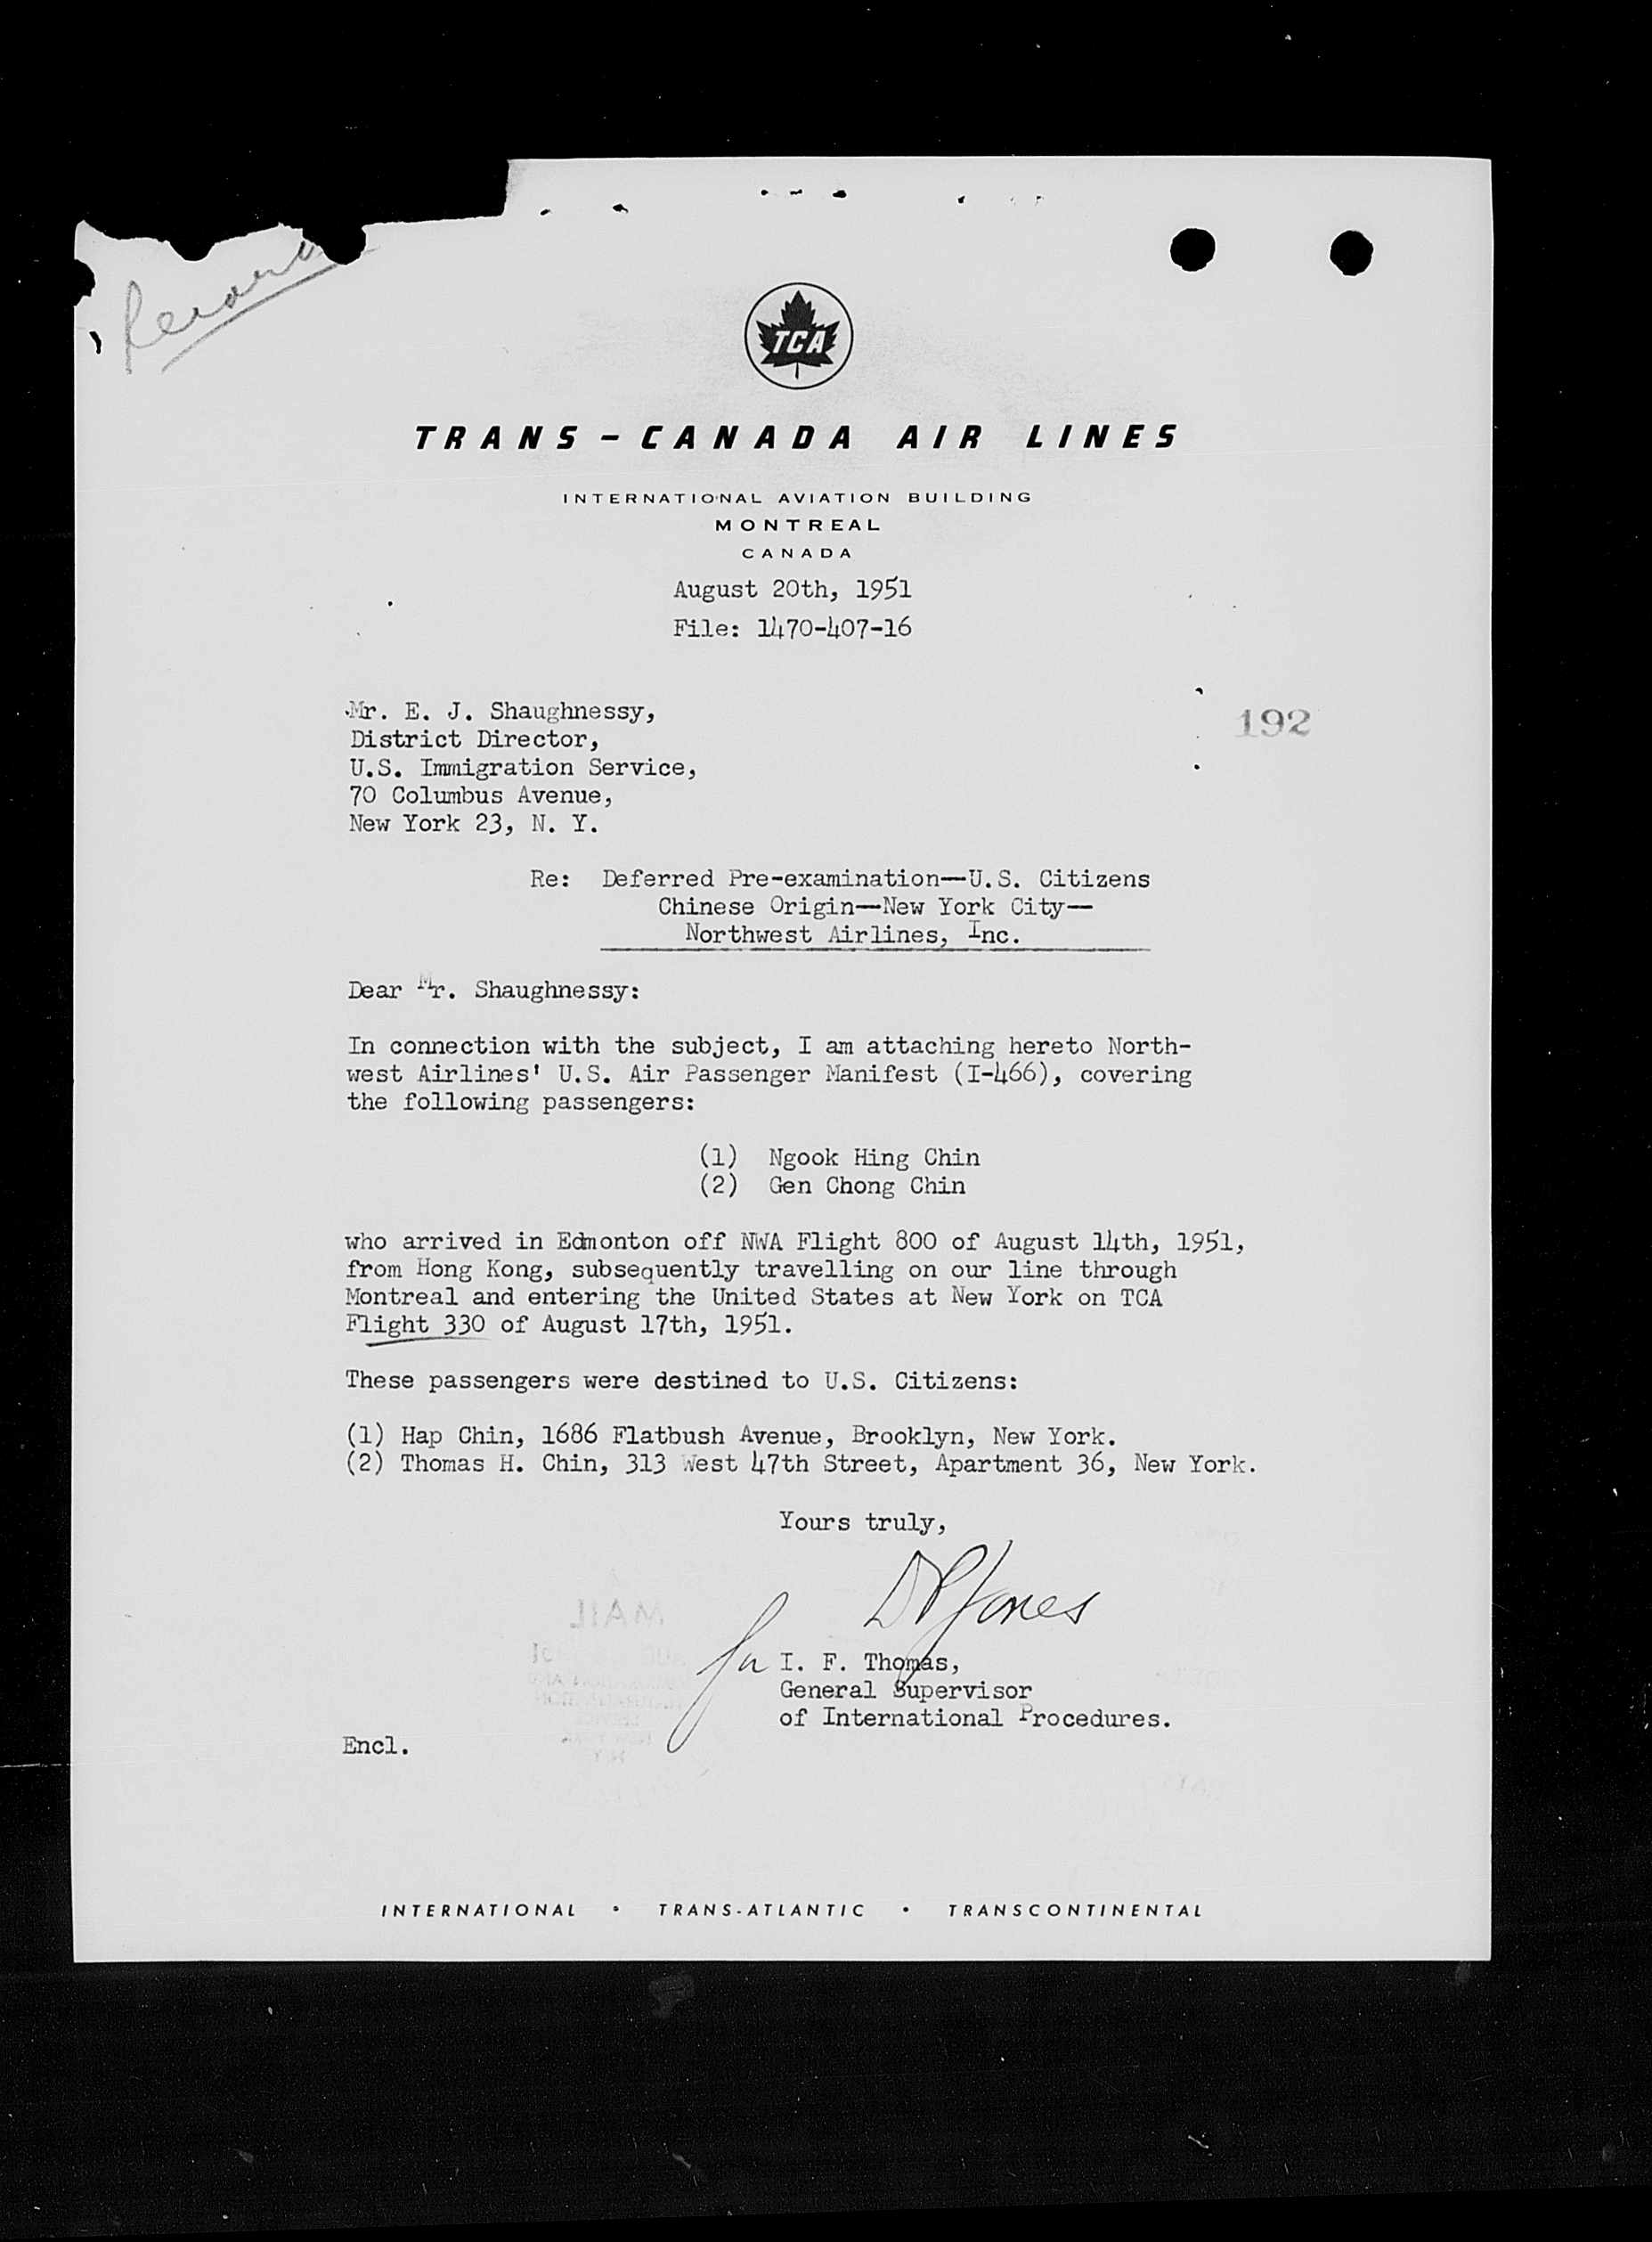 TCA
TRANS-CANADA AIR LINES
INTERNATIONAL AVIATION BUILDING
MONTREAL
CANADA
August 20th, 1951
File: 1470-407-16
Mr. E. J. Shaughnessy,
District Director,
192
U.S. Immigration Service,
70 Columbus Avenue,
New York 23, N. Y.
Re: Deferred Pre-examination—U.S. Citizens
Chinese Origin—New York City—
Northwest Airlines, Inc.
Dear Mr. Shaughnessy:
In connection with the subject, I am attaching hereto North-
west Airlines' U.S. Air Passenger Manifest (I-466), covering
the following passengers:
(1) Ngook Hing Chin
(2) Gen Chong Chin
who arrived in Edmonton off NWA Flight 800 of August 14th, 1951,
from Hong Kong, subsequently travelling on our line through
Montreal and entering the United States at New York on TCA
Flight 330 of August 17th, 1951.
These passengers were destined to U.S. Citizens:
(1) Hap Chin, 1686 Flatbush Avenue, Brooklyn, New York.
(2) Thomas H. Chin, 313 West 47th Street, Apartment 36, New York.
Yours truly,
DP Jones
for I. F. Thomas,
General Supervisor
of International Procedures.
Encl.
INTERNATIONAL • TRANS-ATLANTIC • TRANSCONTINENTAL